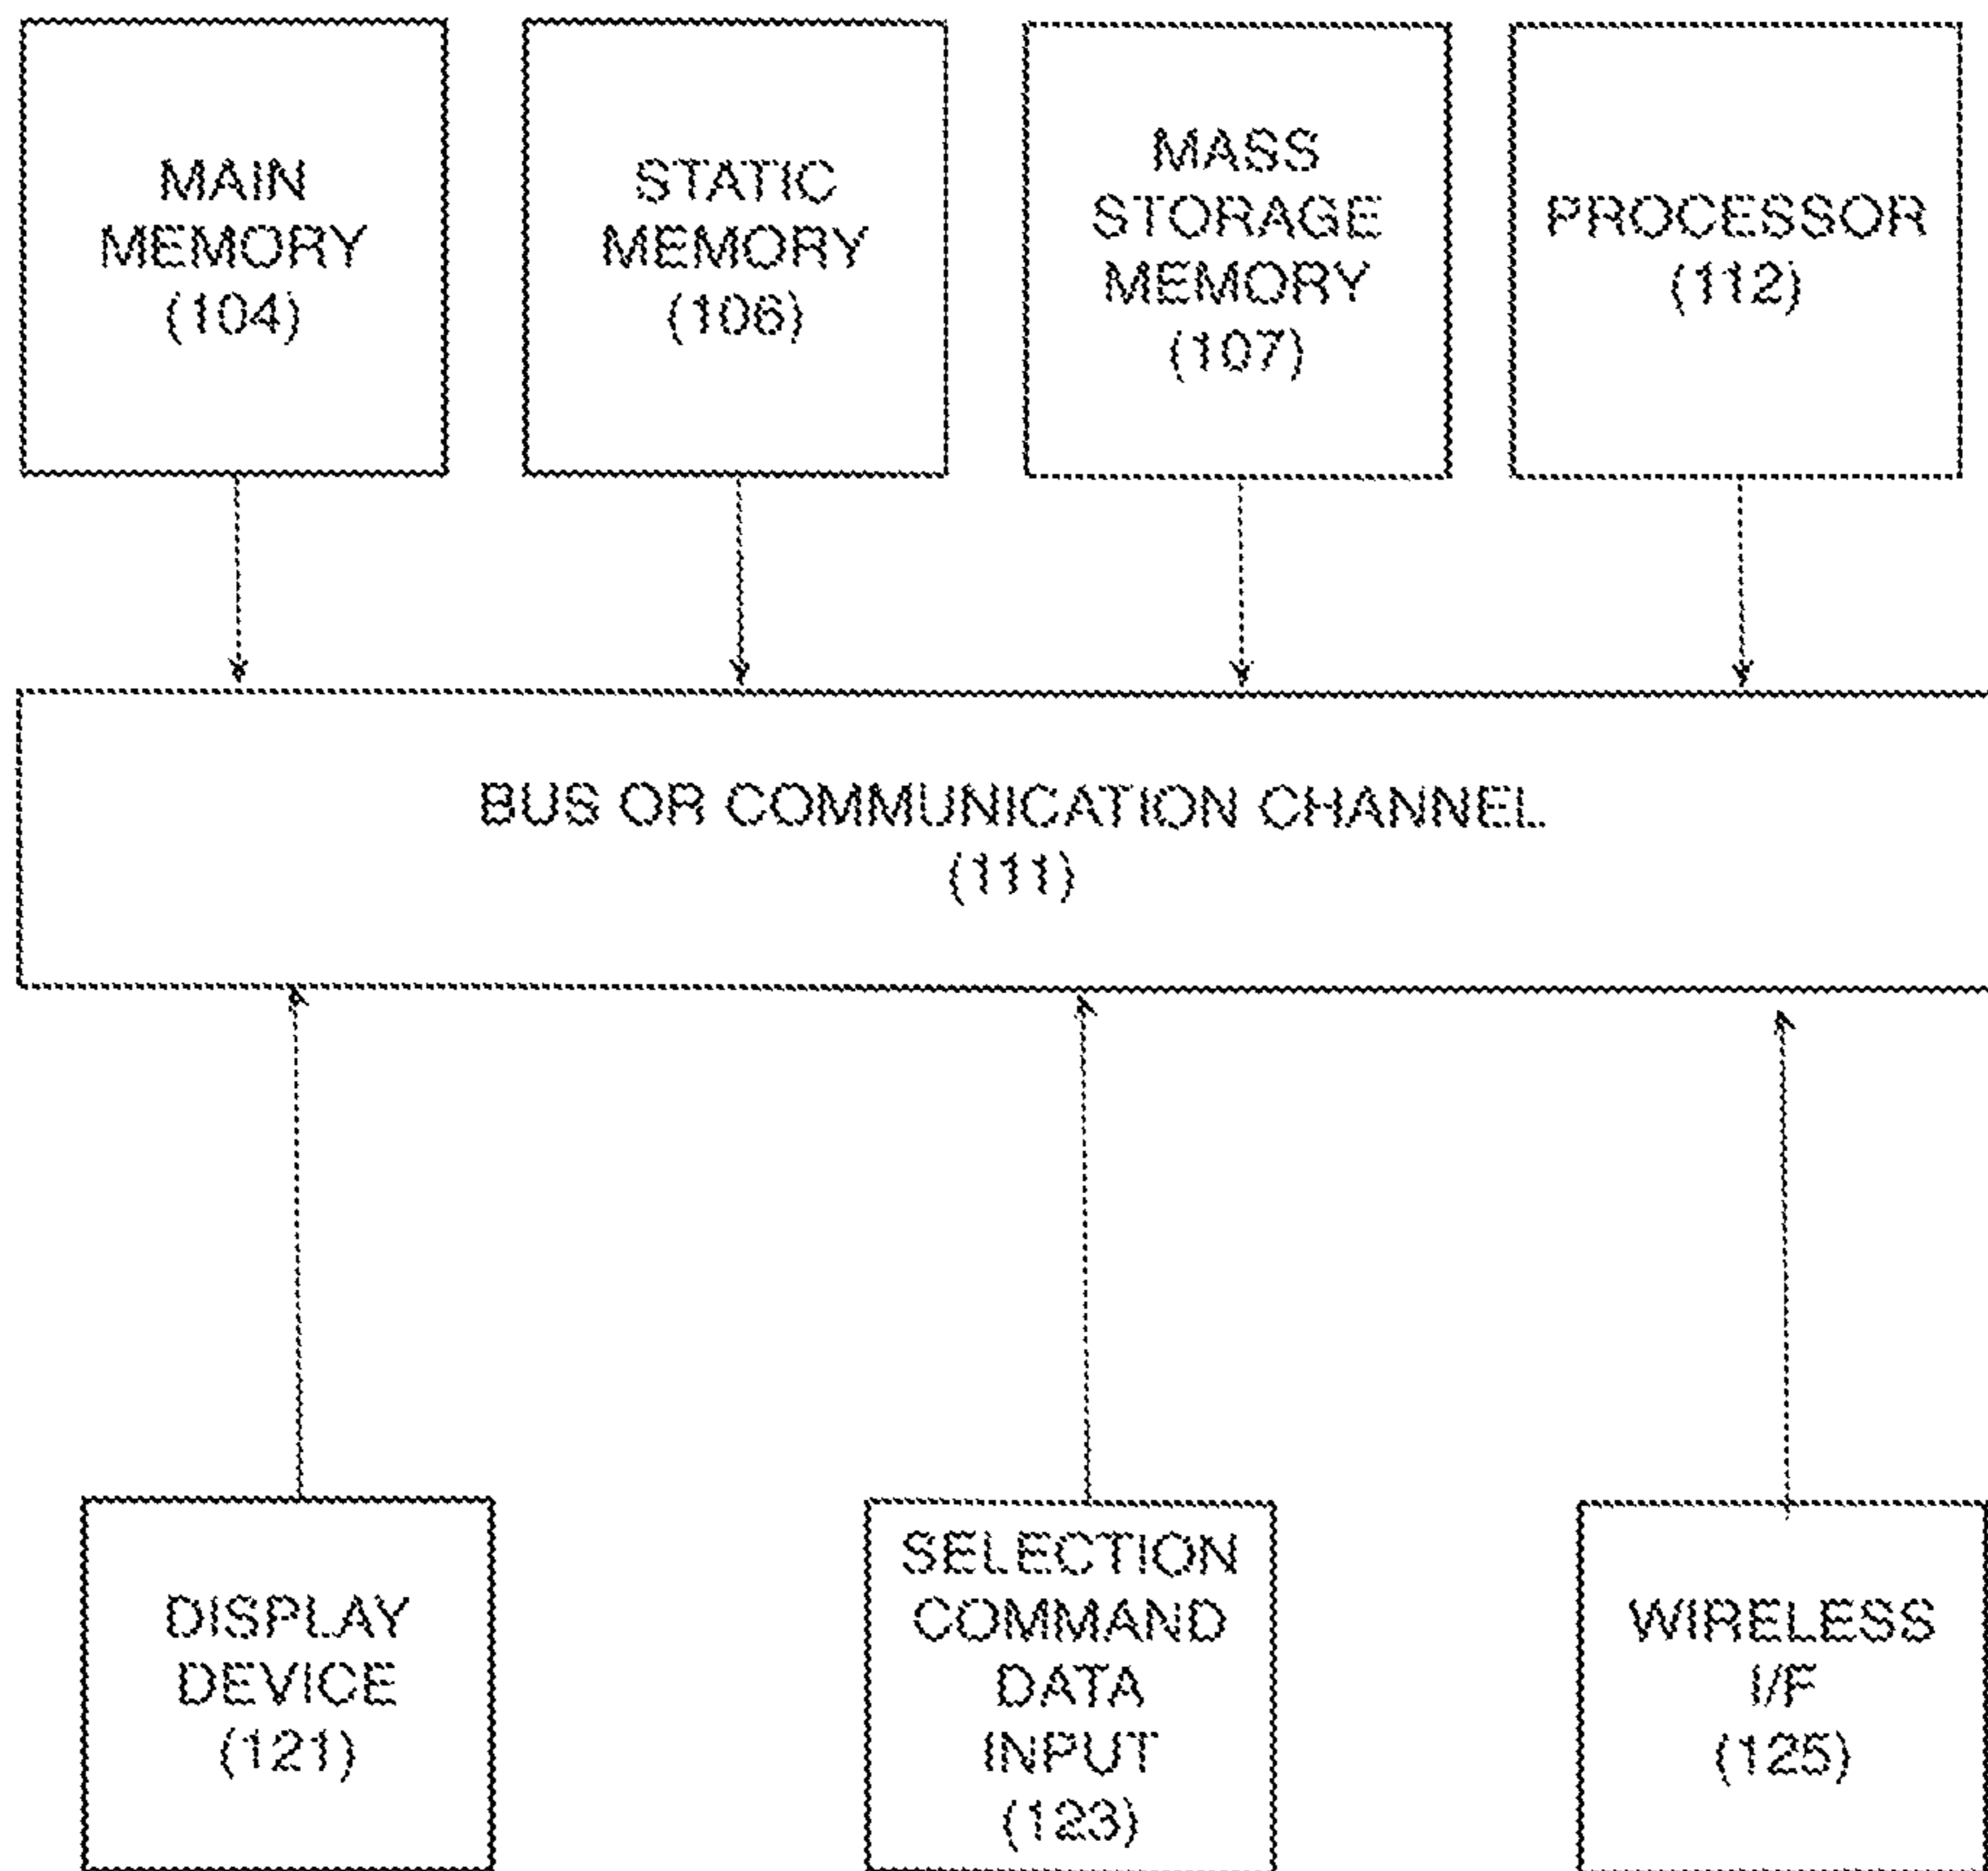 MAIN
MEMORY
(104)
STATIC
MEMORY
(106)
MASS
STORAGE
MEMORY
(107)
PROCESSOR
(112)
BUS OR COMMUNICATION CHANNEL
(111)
DISPLAY
DEVICE
(121)
SELECTION
COMMAND
DATA
INPUT
(123)
WIRELESS
I/F
(125)